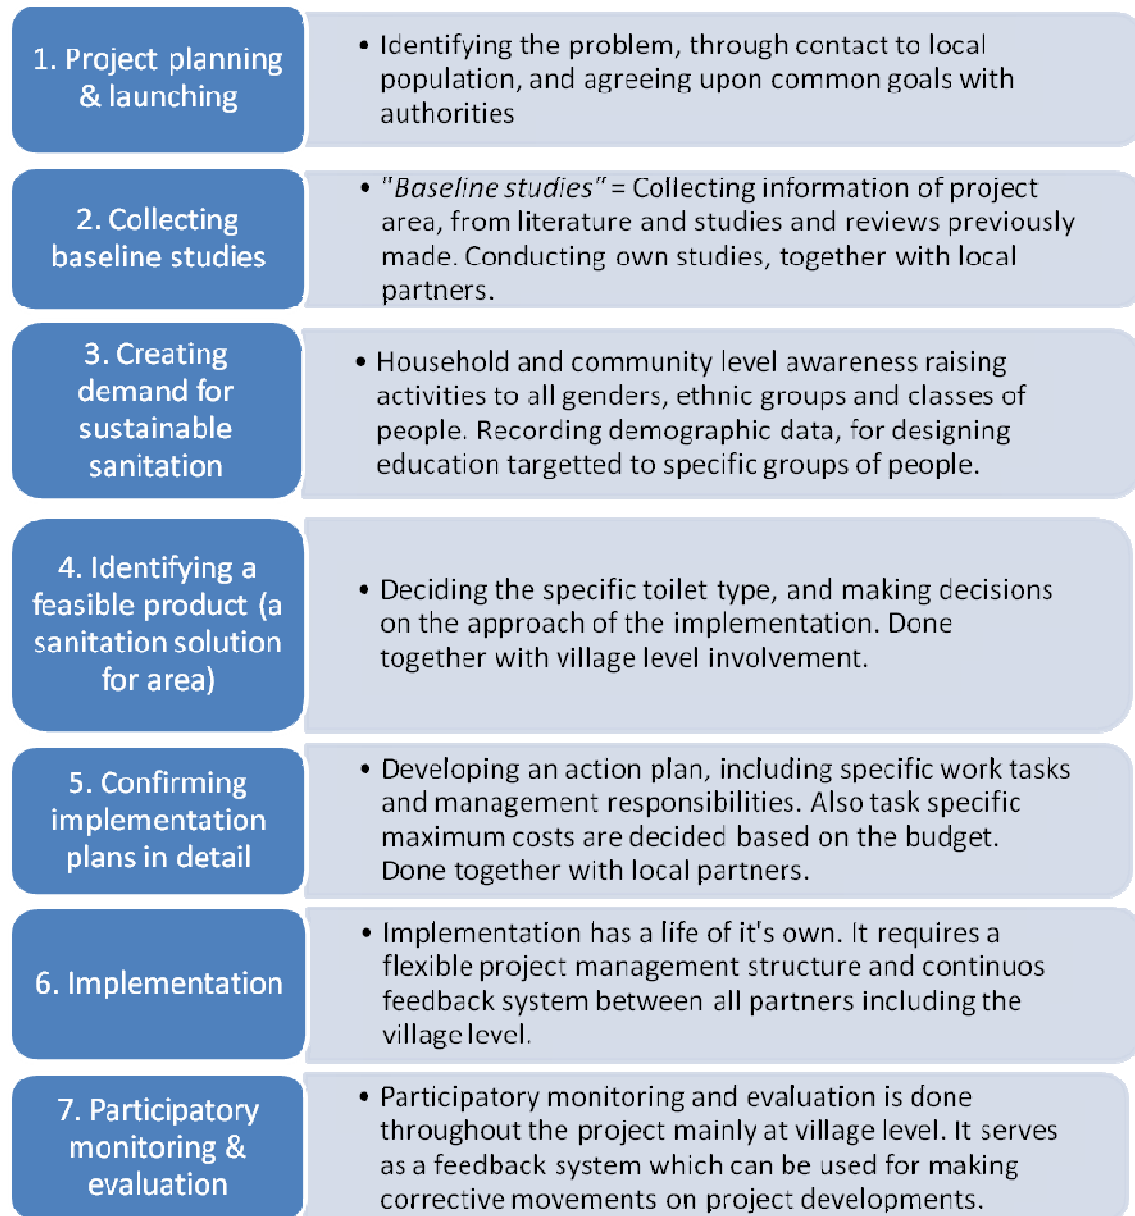 1. Project planning
& launching
• Identifying the problem, through contact to local
population, and agreeing upon common goals with
authorities
2. Collecting
baseline studies
• "Baseline studies" = Collecting information of project
area, from literature and studies and reviews previously
made. Conducting own studies, together with local
partners.
3. Creating
demand for
sustainable
sanitation
• Household and community level awareness raising
activities to all genders, ethnic groups and classes of
people. Recording demographic data, for designing
education targetted to specific groups of people.
4. Identifying a
feasible product (a
sanitation solution
for area)
• Deciding the specific toilet type, and making decisions
on the approach of the implementation. Done
together with village level involvement.
5. Confirming
implementation
plans in detail
• Developing an action plan, including specific work tasks
and management responsibilities. Also task specific
maximum costs are decided based on the budget.
Done together with local partners.
6. Implementation
• Implementation has a life of it's own. It requires a
flexible project management structure and continuos
feedback system between all partners including the
village level.
7. Participatory
monitoring &
evaluation
• Participatory monitoring and evaluation is done
throughout the project mainly at village level. It serves
as a feedback system which can be used for making
corrective movements on project developments.